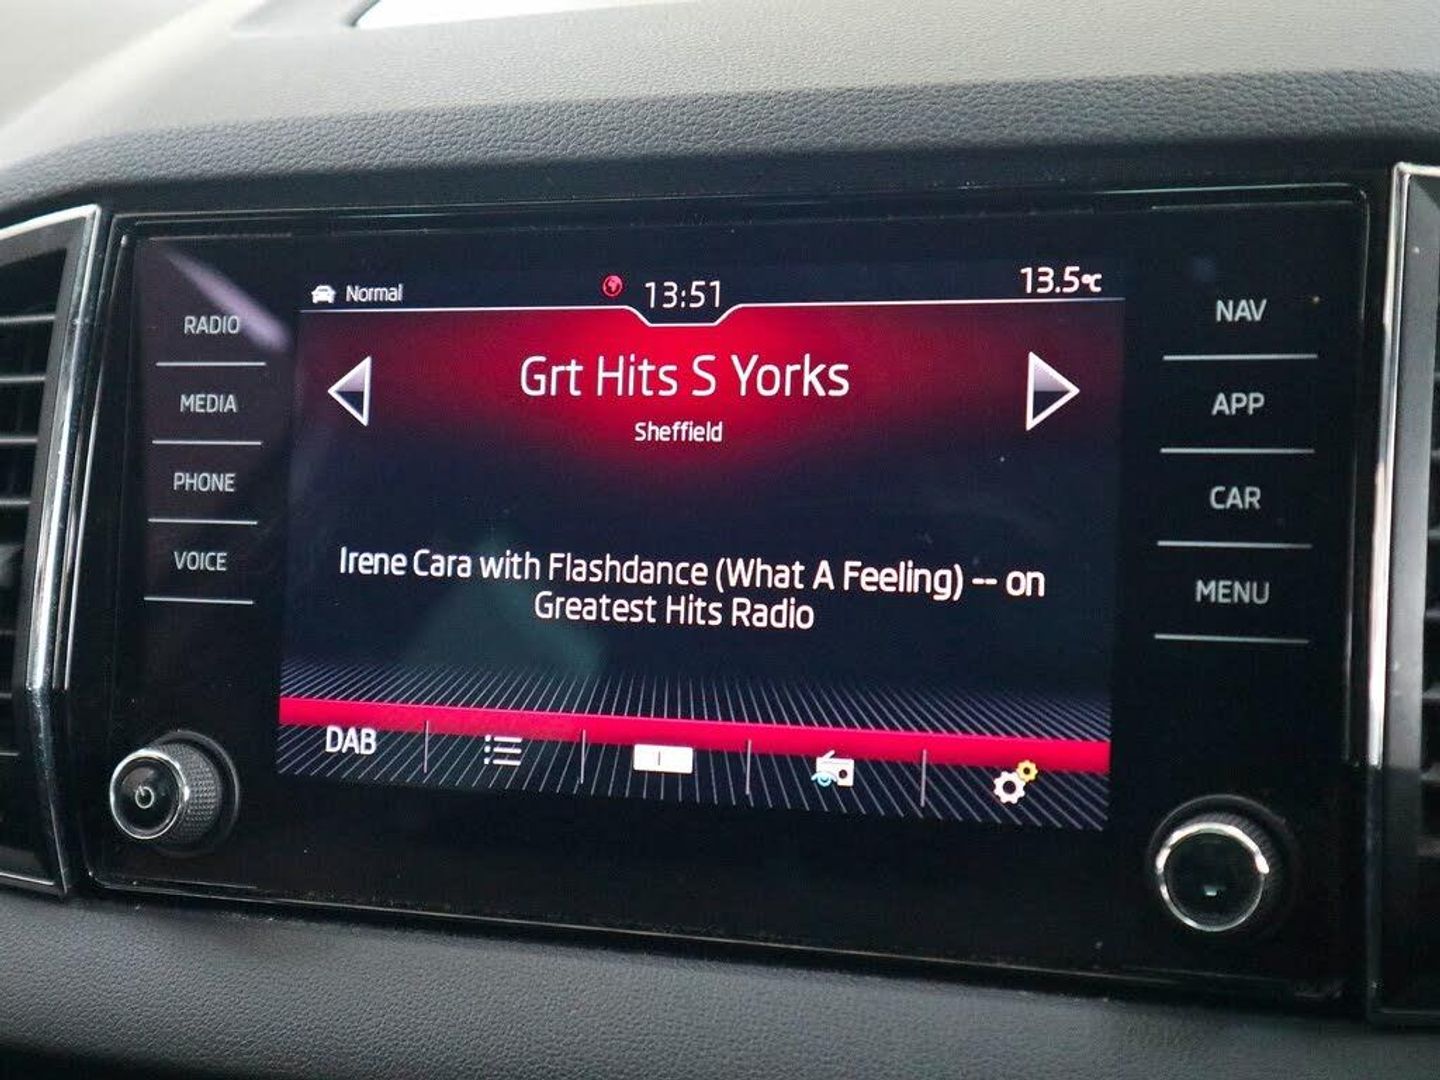 Normal
13:51
13.5℃
RADIO
MEDIA
PHONE
VOICE
Grt Hits S Yorks
Sheffield
Irene Cara with Flashdance (What A Feeling) -- on
Greatest Hits Radio
DAB
NAV
APP
CAR
MENU